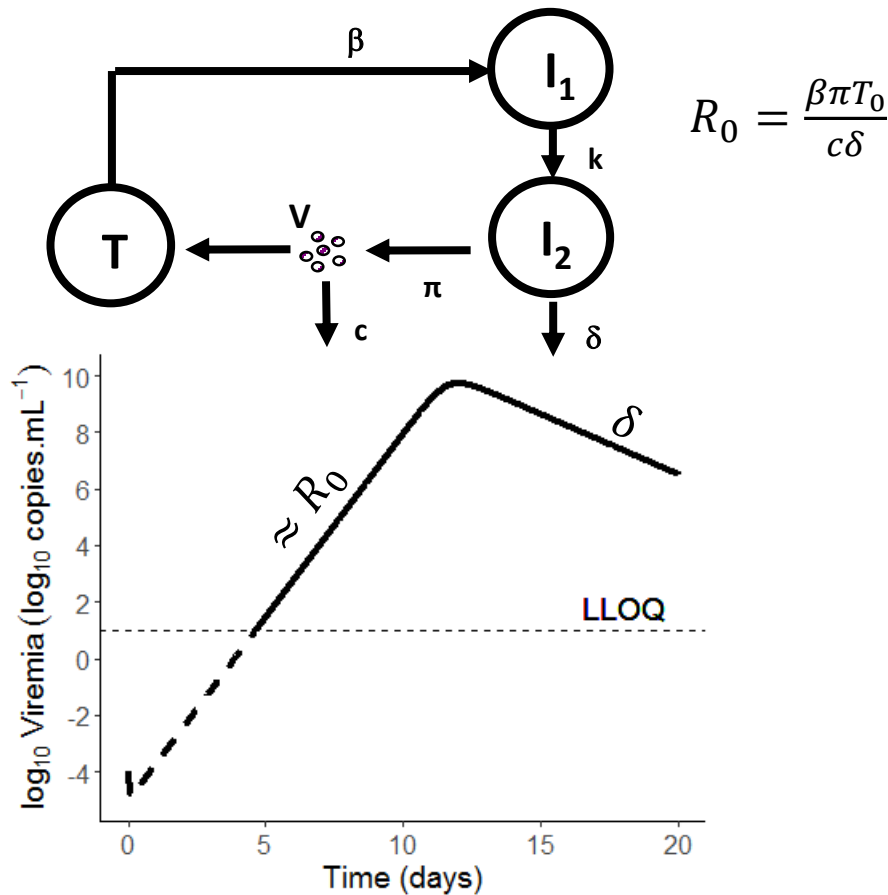 β
I₁
R₀ = βπT₀ / cδ
k
V
T
I₂
π
c
δ
log₁₀ Viremia (log₁₀ copies.mL⁻¹)
10
8
6
4
2
0
-2
-4
≈ R₀
δ
LLOQ
0 5 10 15 20
Time (days)